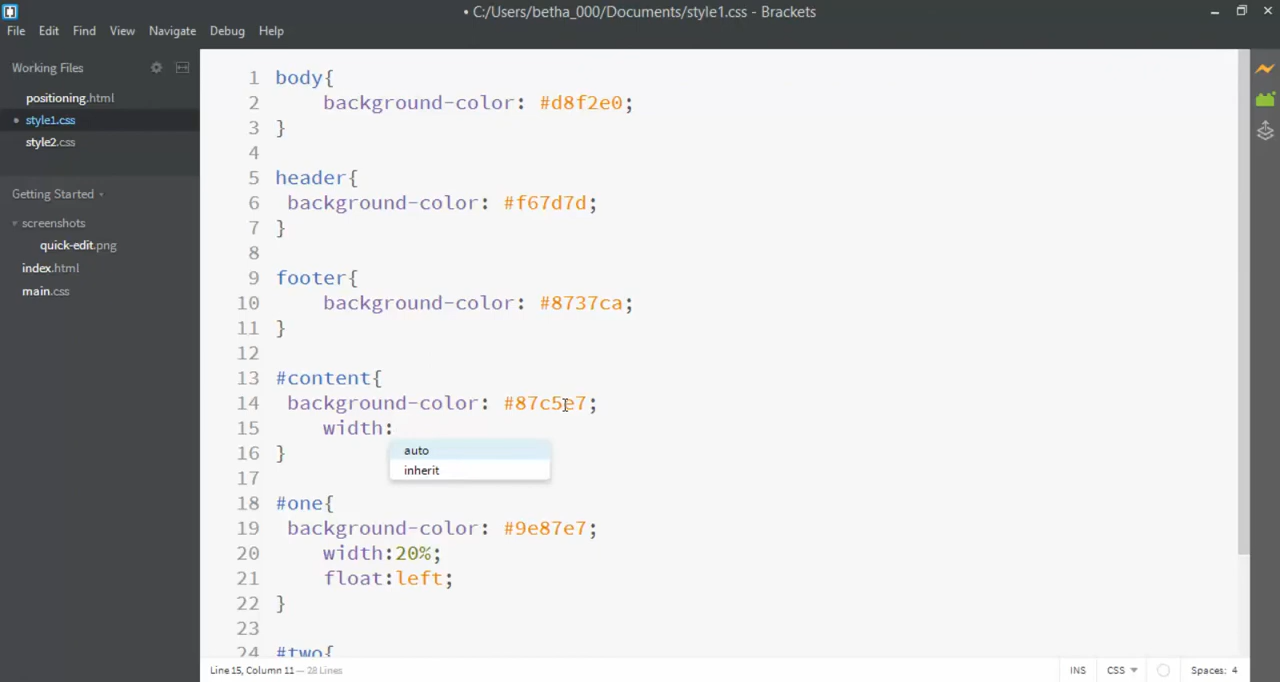 • C:/Users/betha_000/Documents/style1.css - Brackets
File Edit Find View Navigate Debug Help
Working Files
positioning.html
style1.css
style2.css
Getting Started
screenshots
quick-edit.png
index.html
main.css
1 body{
2 background-color: #d8f2e0;
3 }
4
5 header{
6 background-color: #f67d7d;
7 }
8
9 footer{
10 background-color: #8737ca;
11 }
12
13 #content{
14 background-color: #87c5e7;
15 width:
auto
inherit
16 }
17
18 #one{
19 background-color: #9e87e7;
20 width:20%;
21 float:left;
22 }
23
24 #two{
Line 15, Column 11 — 28 Lines
INS CSS Spaces: 4